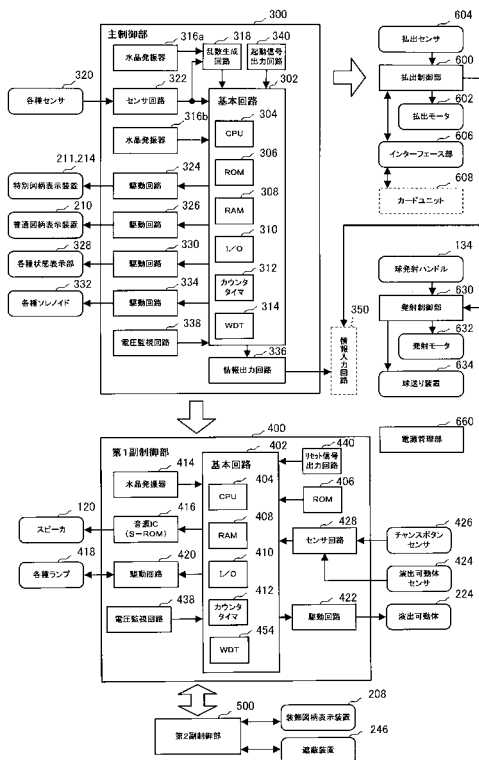 300
主制御部
316a
318
340
水晶発振器
乱数生成
回路
起動信号
出力回路
320
322
302
各種センサ
センサ回路
基本回路
316b
304
水晶発振器
CPU
211,214
324
306
特別図柄表示装置
駆動回路
ROM
210
326
308
普通図柄表示装置
駆動回路
RAM
328
330
310
各種状態表示部
駆動回路
I/O
332
334
312
各種ソレノイド
駆動回路
カウンタ
タイマ
338
314
電圧監視回路
WDT
336
情報出力回路
350
情報入力回路
604
払出センサ
600
払出制御部
602
払出モータ
606
インターフェース部
608
カードユニット
134
球発射ハンドル
630
発射制御部
632
発射モータ
634
球送り装置
660
電源管理部
400
第1副制御部
402
440
414
基本回路
リセット信号
出力回路
水晶発振器
404
406
CPU
ROM
120
416
408
428
426
スピーカ
音源IC
(S-ROM)
RAM
センサ回路
チャンスボタン
センサ
418
420
410
424
各種ランプ
駆動回路
I/O
演出可動体
センサ
438
412
422
224
電圧監視回路
カウンタ
タイマ
駆動回路
演出可動体
454
WDT
500
208
第2副制御部
装飾図柄表示装置
246
遮蔽装置